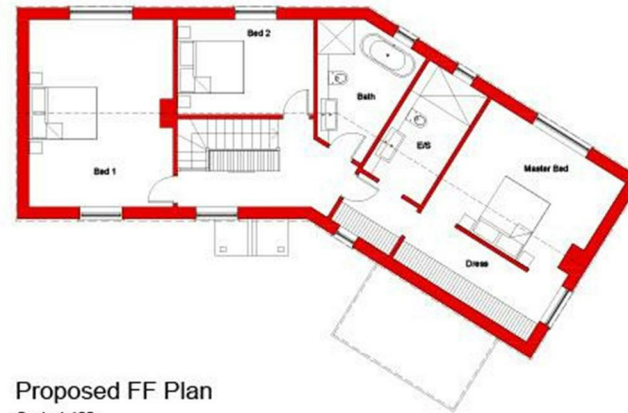 Bed 2
Bath
E/S
Bed 1
Master Bed
Dress
Proposed FF Plan